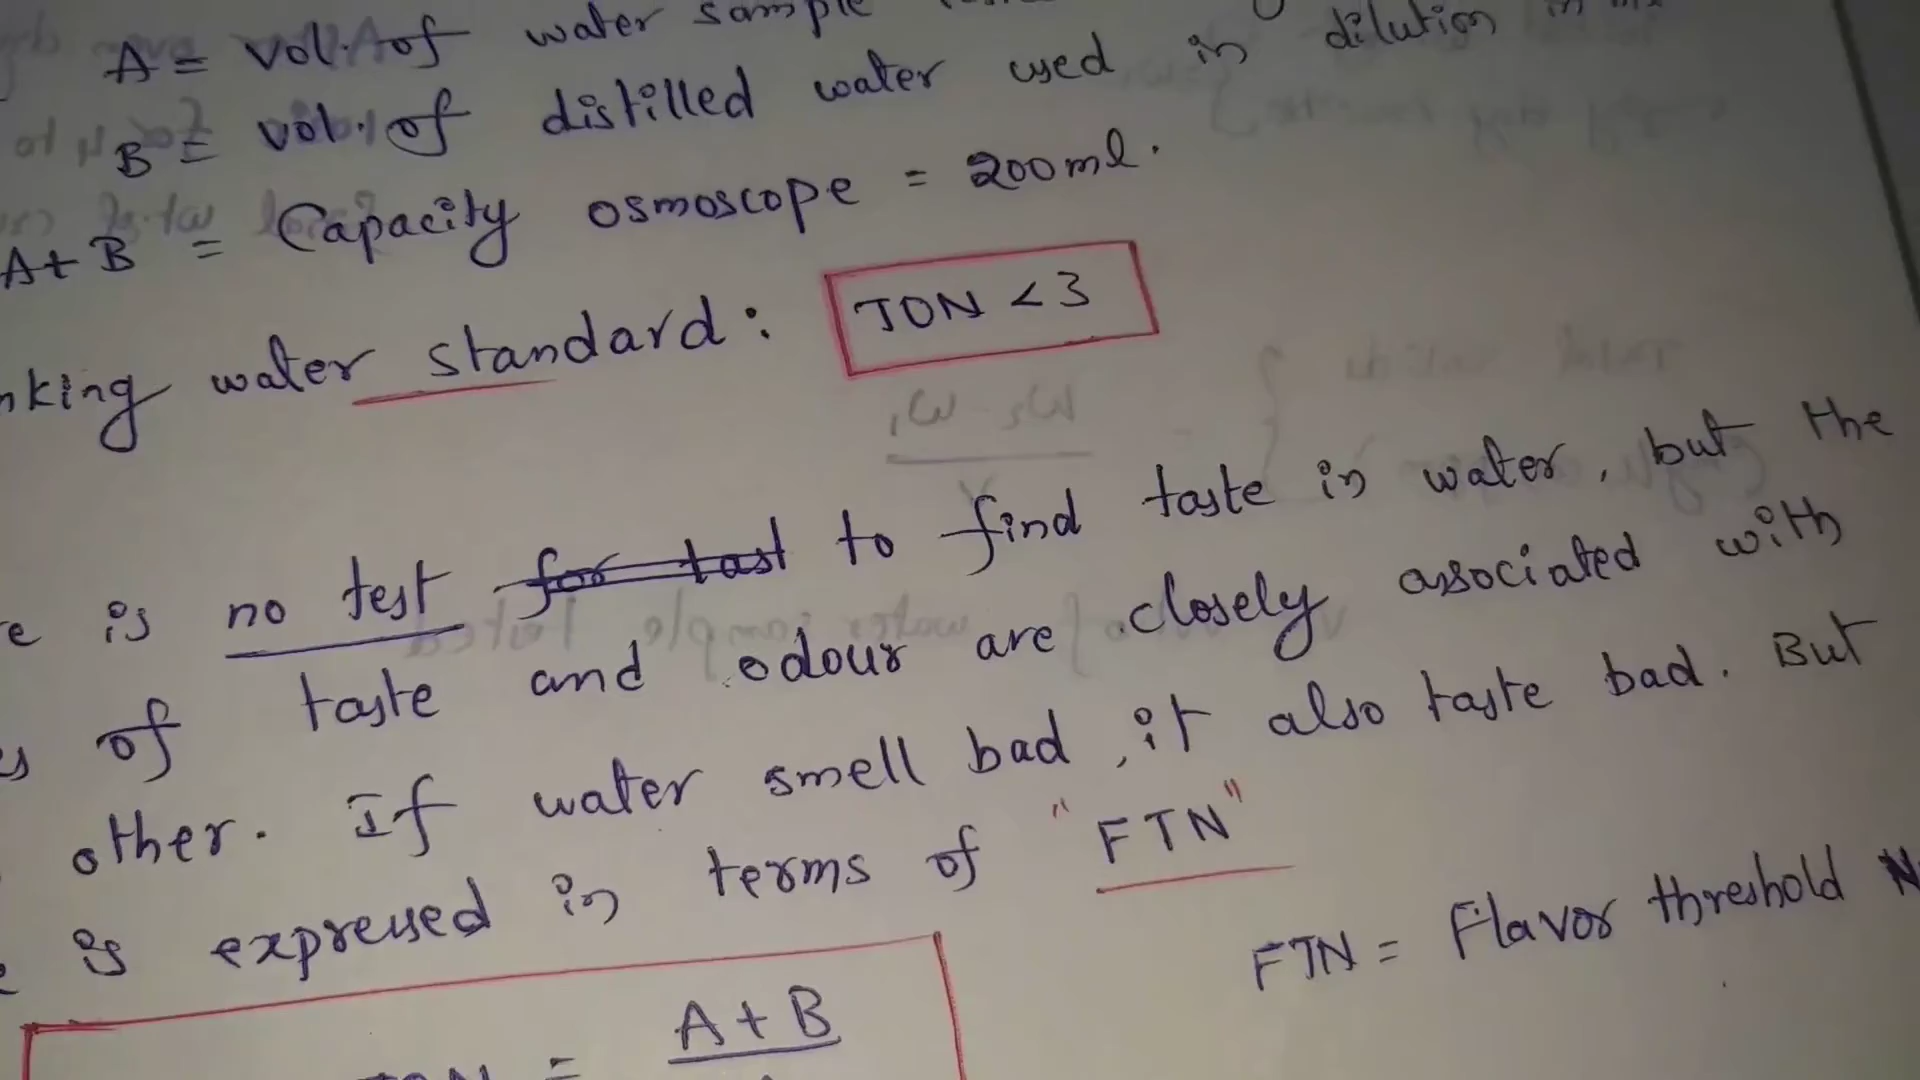 A = vol. of water sample
B = vol. of distilled water used in dilution in
A+B = Capacity osmoscope = 200ml.
water standard: TON <3
is no test for tast to find taste in water, but the
of taste and odour are closely associated with
other. If water smell bad, it also taste bad. But
is expressed in terms of "FTN"
FTN = Flavor threshold N
= A+B